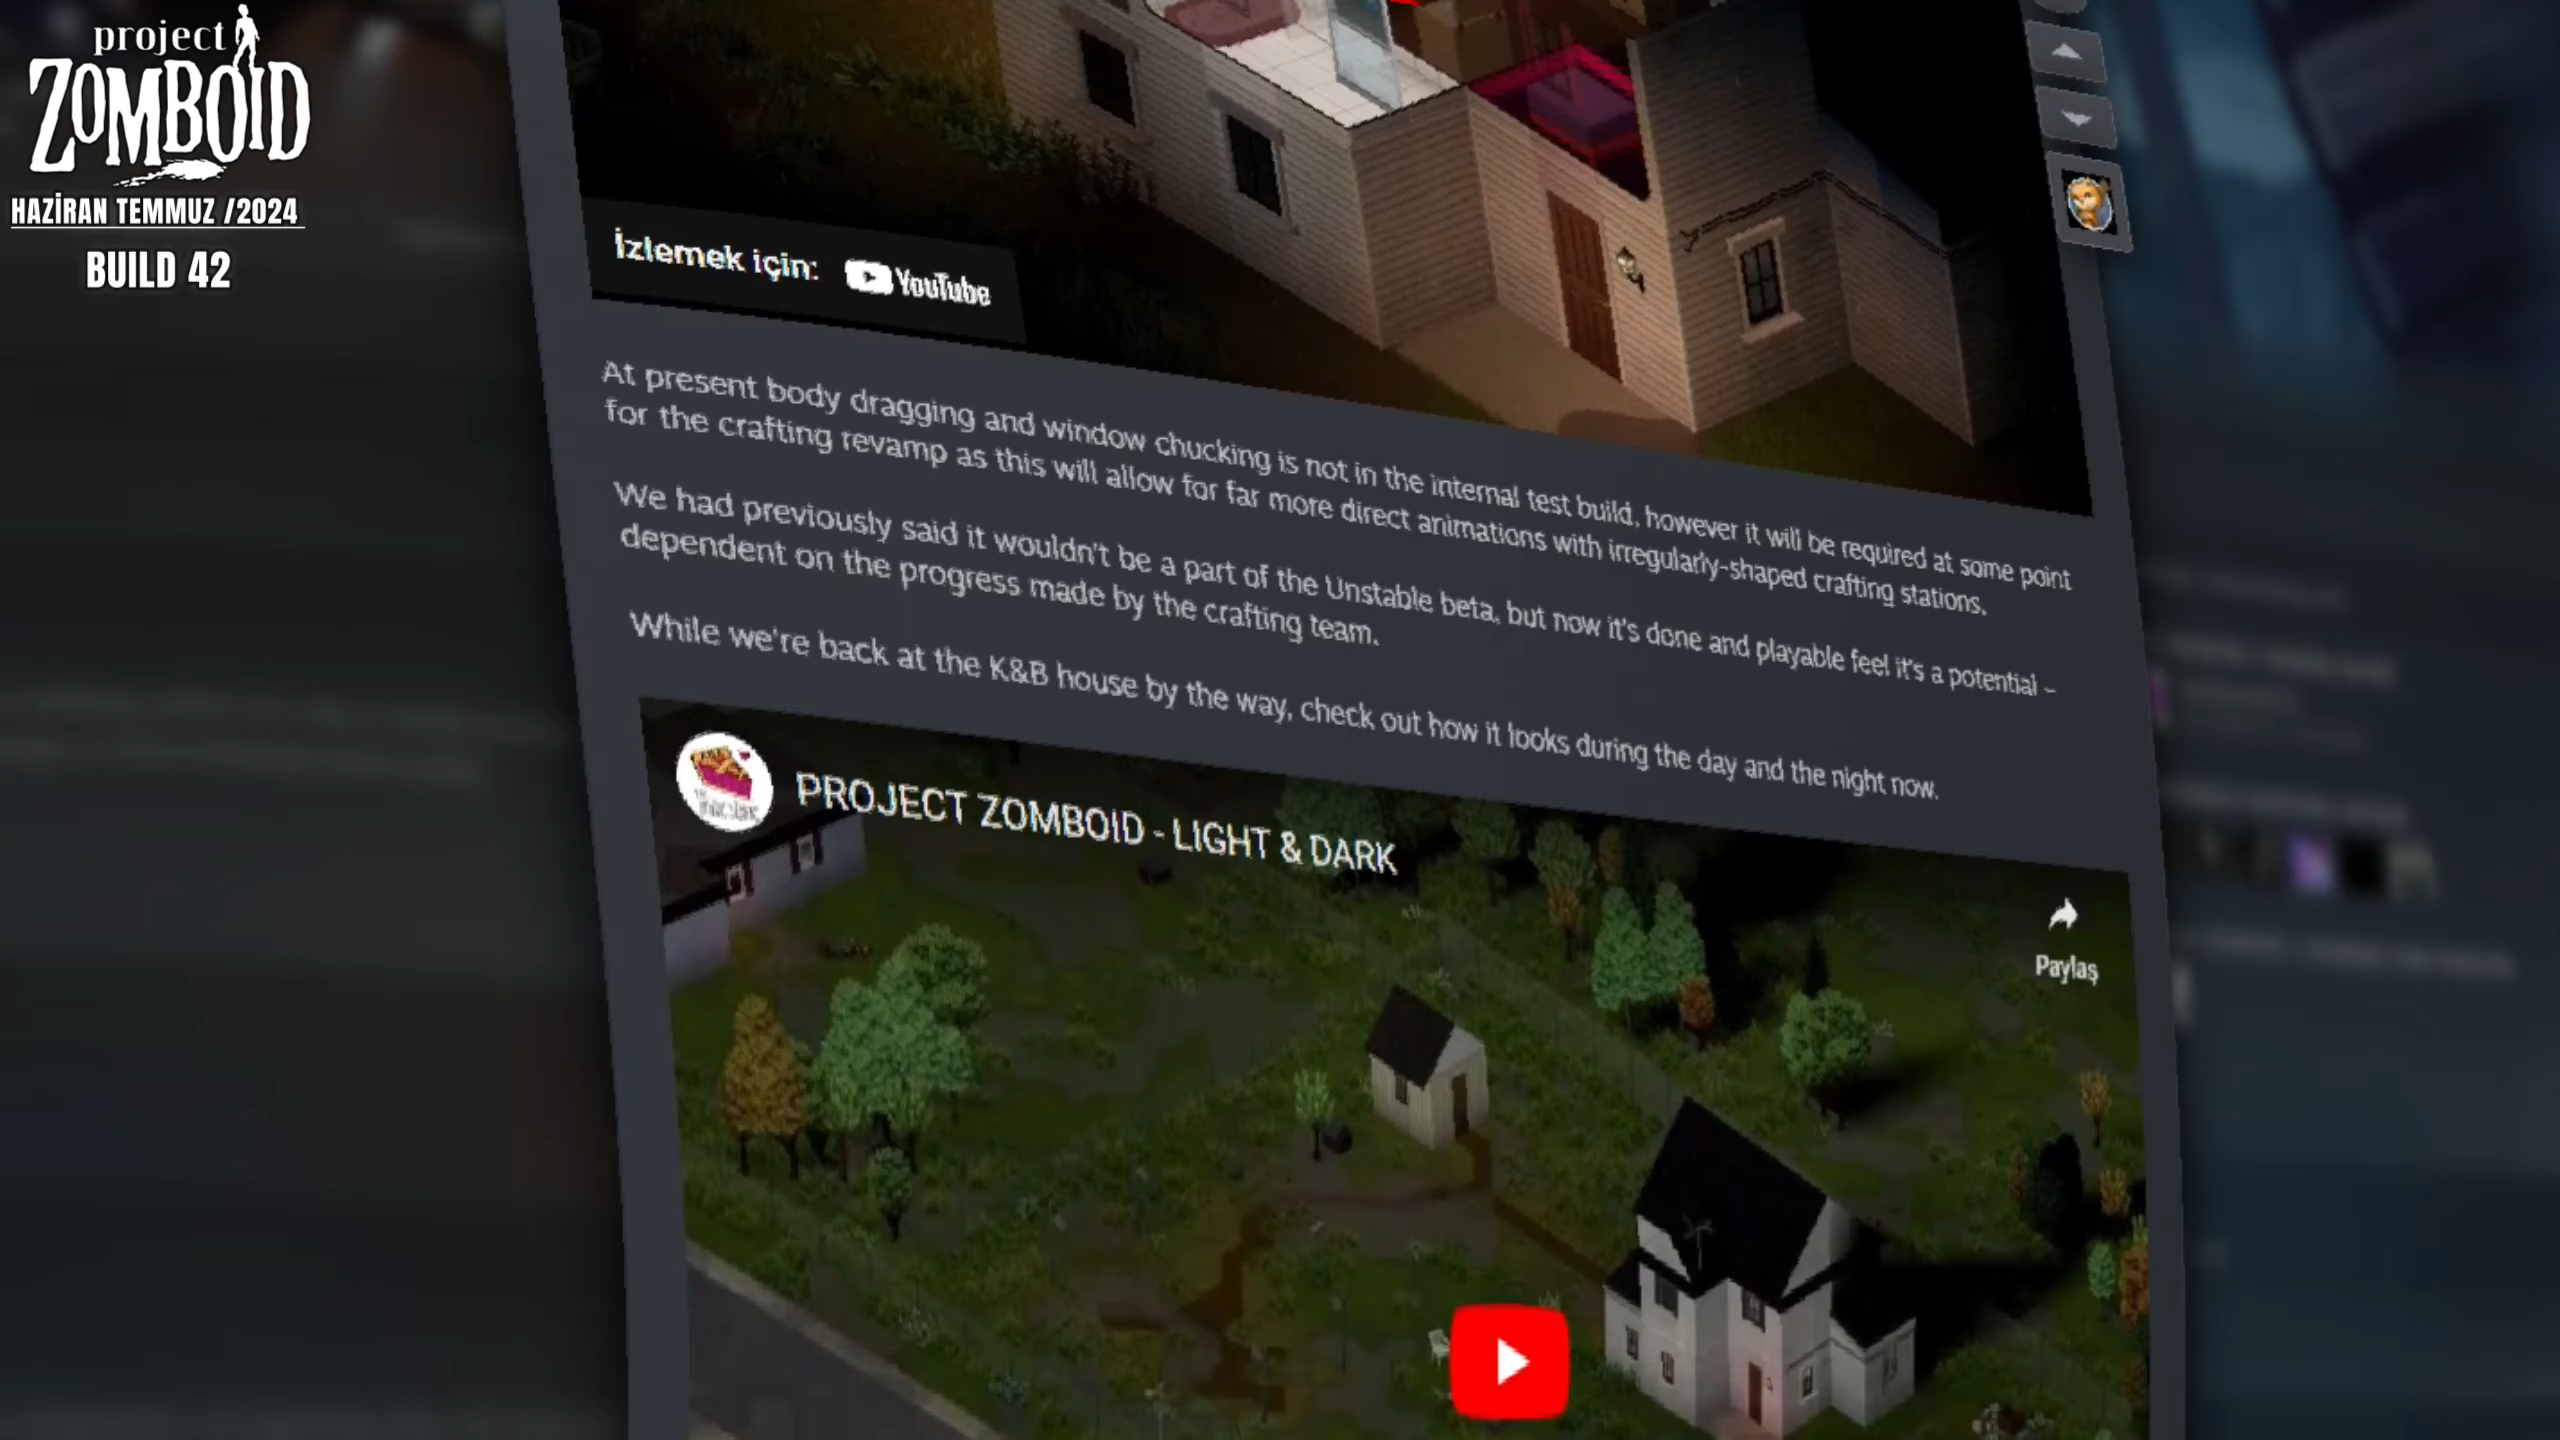 project
ZOMBOID
HAZİRAN TEMMUZ /2024
BUILD 42
İzlemek için: YouTube
At present body dragging and window chucking is not in the internal test build, however it will be required at some point
for the crafting revamp as this will allow for far more direct animations with irregularly-shaped crafting stations.
We had previously said it wouldn't be a part of the Unstable beta, but now it's done and playable feel it's a potential –
dependent on the progress made by the crafting team.
While we're back at the K&B house by the way, check out how it looks during the day and the night now.
PROJECT ZOMBOID - LIGHT & DARK
Paylaş